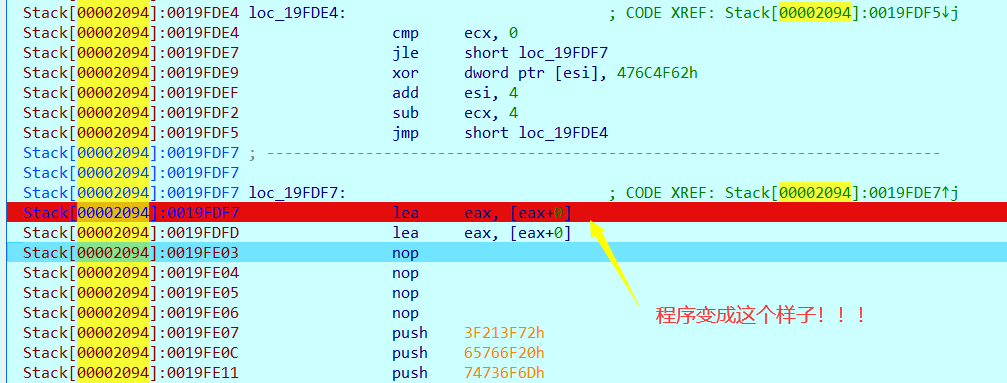 Stack[00002094]:0019FDE4 loc_19FDE4: ; CODE XREF: Stack[00002094]:0019FDF5↓j
Stack[00002094]:0019FDE4 cmp ecx, 0
Stack[00002094]:0019FDE7 jle short loc_19FDF7
Stack[00002094]:0019FDE9 xor dword ptr [esi], 476C4F62h
Stack[00002094]:0019FDEF add esi, 4
Stack[00002094]:0019FDF2 sub ecx, 4
Stack[00002094]:0019FDF5 jmp short loc_19FDE4
Stack[00002094]:0019FDF7 ; ---------------------------------------------------------------------------
Stack[00002094]:0019FDF7
Stack[00002094]:0019FDF7 loc_19FDF7: ; CODE XREF: Stack[00002094]:0019FDE7↑j
Stack[00002094]:0019FDF7 lea eax, [eax+0]
Stack[00002094]:0019FDFD lea eax, [eax+0]
Stack[00002094]:0019FE03 nop
Stack[00002094]:0019FE04 nop
Stack[00002094]:0019FE05 nop
Stack[00002094]:0019FE06 nop
程序变成这个样子！！！
Stack[00002094]:0019FE07 push 3F213F72h
Stack[00002094]:0019FE0C push 65766F20h
Stack[00002094]:0019FE11 push 74736F6Dh